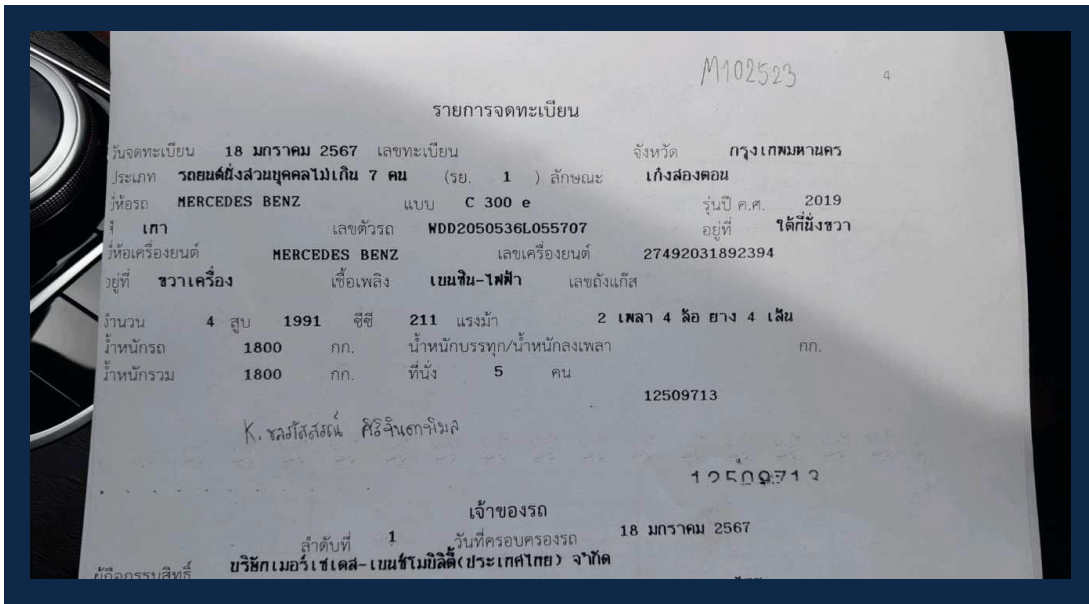 M102523 4
รายการจดทะเบียน
วันจดทะเบียน 18 มกราคม 2567 เลขทะเบียน จังหวัด กรุงเทพมหานคร
ประเภท รถยนต์นั่งส่วนบุคคลไม่เกิน 7 คน (รย. 1 ) ลักษณะ เก๋งสองตอน
ยี่ห้อรถ MERCEDES BENZ แบบ C 300 e รุ่นปี ค.ศ. 2019
สี เทา เลขตัวรถ WDD2050536L055707 อยู่ที่ ใต้ที่นั่งขวา
ยี่ห้อเครื่องยนต์ MERCEDES BENZ เลขเครื่องยนต์ 27492031892394
อยู่ที่ ขวาเครื่อง เชื้อเพลิง เบนซิน-ไฟฟ้า เลขถังแก๊ส
จำนวน 4 สูบ 1991 ซีซี 211 แรงม้า 2 เพลา 4 ล้อ ยาง 4 เส้น
น้ำหนักรถ 1800 กก. น้ำหนักบรรทุก/น้ำหนักลงเพลา กก.
น้ำหนักรวม 1800 กก. ที่นั่ง 5 คน
12509713
K.
12509713
เจ้าของรถ
ลำดับที่ 1 วันที่ครอบครองรถ 18 มกราคม 2567
ผู้ถือกรรมสิทธิ์ บริษัทเมอร์เซเดส-เบนซ์โมบิลิตี้(ประเทศไทย) จำกัด